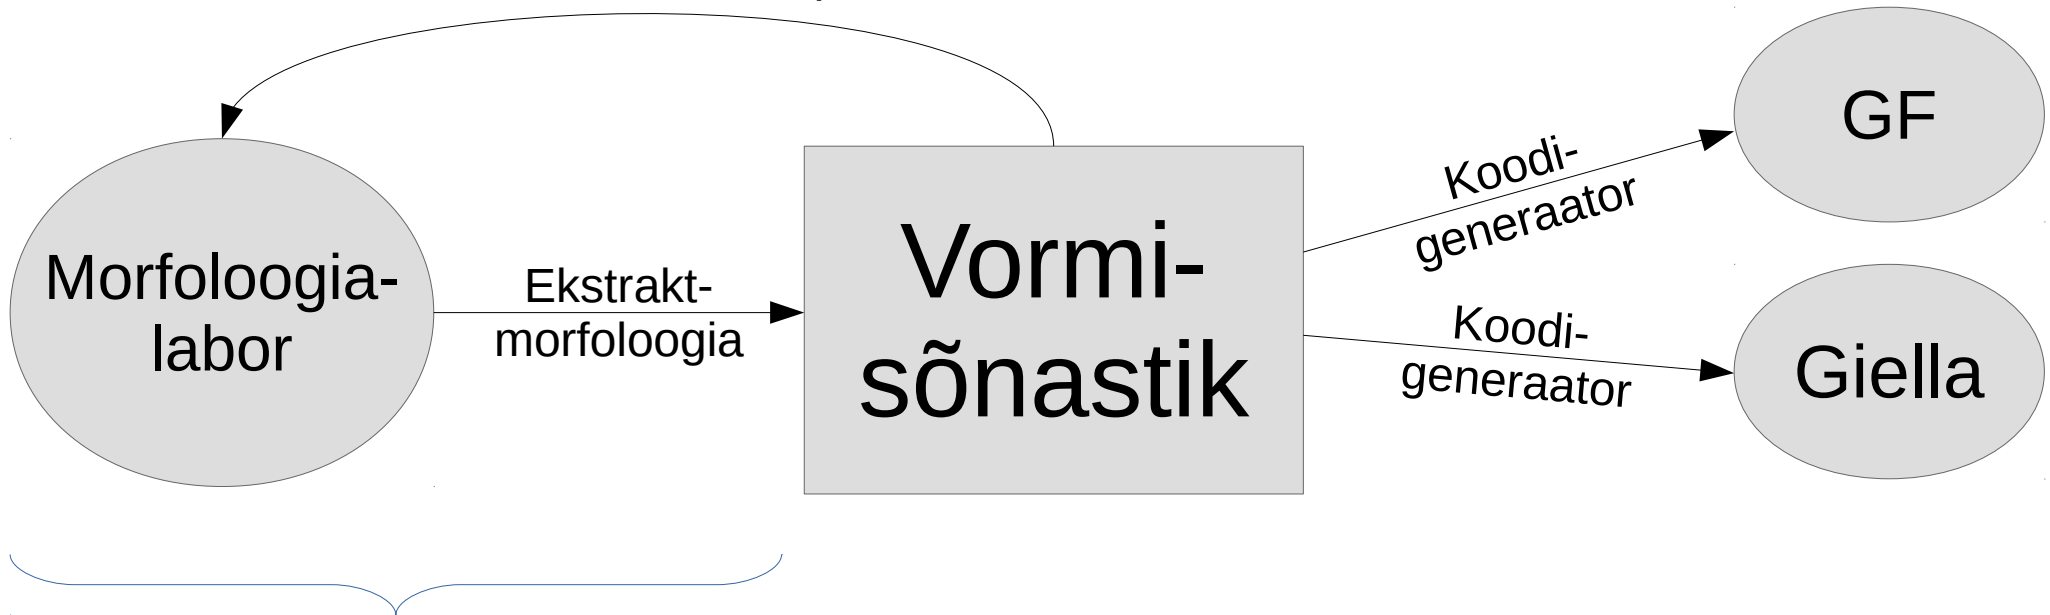 Morfoloogia-
labor
Ekstrakt-
morfoloogia
Vormi-
sõnastik
Koodi-
generaator
GF
Koodi-
generaator
Giella